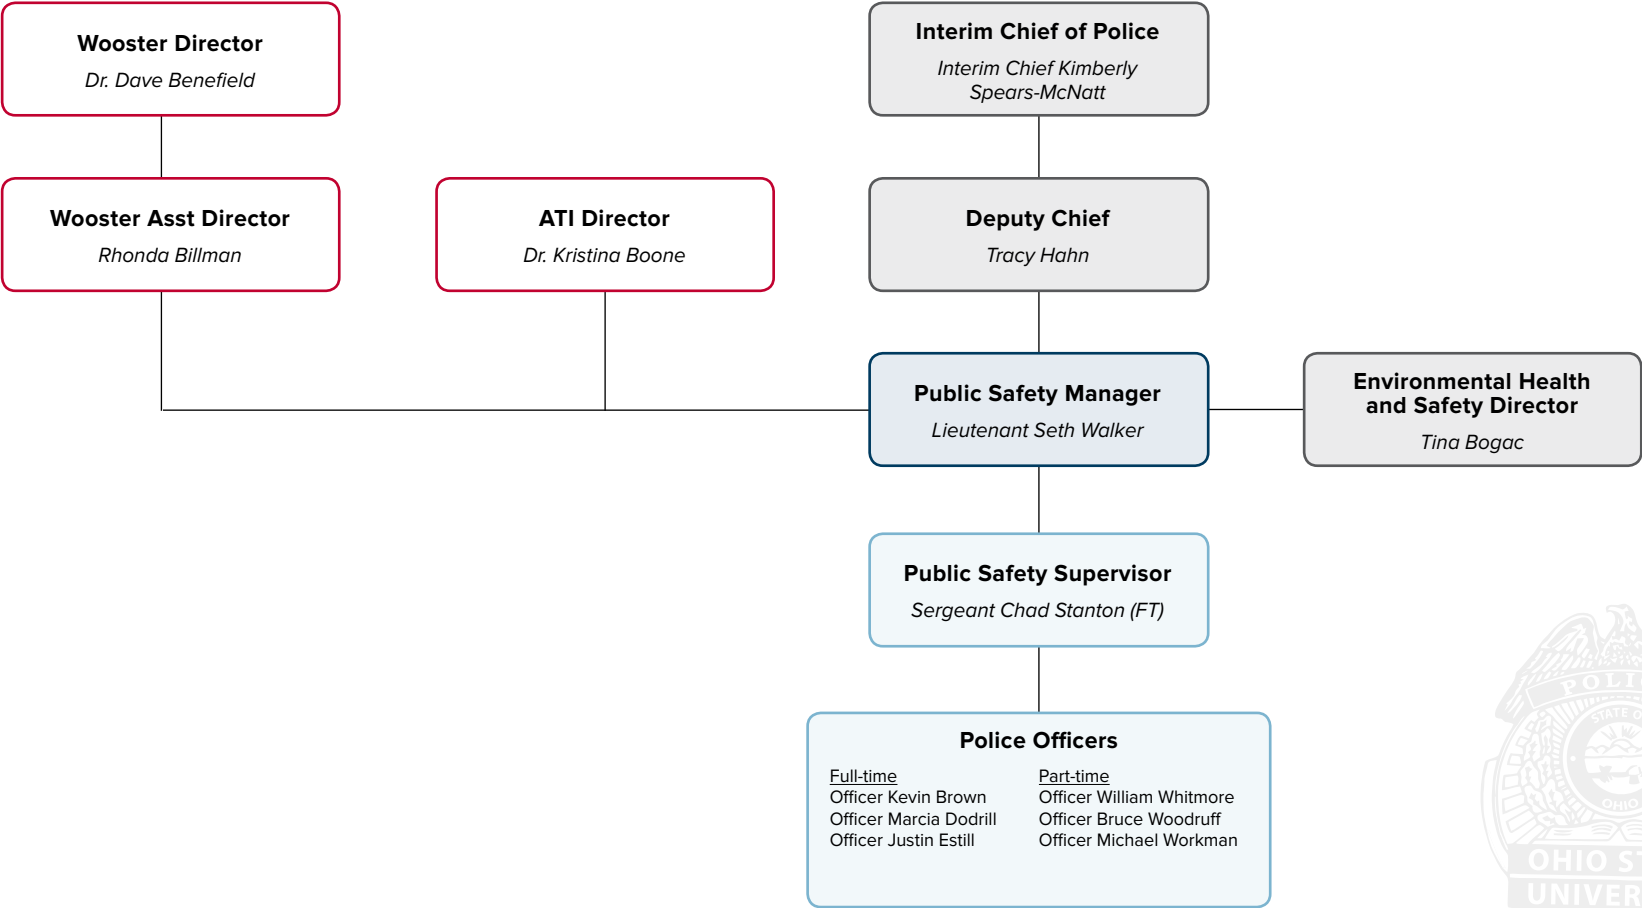 Wooster Director
Dr. Dave Benefield
Interim Chief of Police
Interim Chief Kimberly
Spears-McNatt
Wooster Asst Director
Rhonda Billman
ATI Director
Dr. Kristina Boone
Deputy Chief
Tracy Hahn
Public Safety Manager
Lieutenant Seth Walker
Environmental Health
and Safety Director
Tina Bogac
Public Safety Supervisor
Sergeant Chad Stanton (FT)
Police Officers
Full-time
Officer Kevin Brown
Officer Marcia Dodrill
Officer Justin Estill
Part-time
Officer William Whitmore
Officer Bruce Woodruff
Officer Michael Workman
STATE
OHIO
OHIO